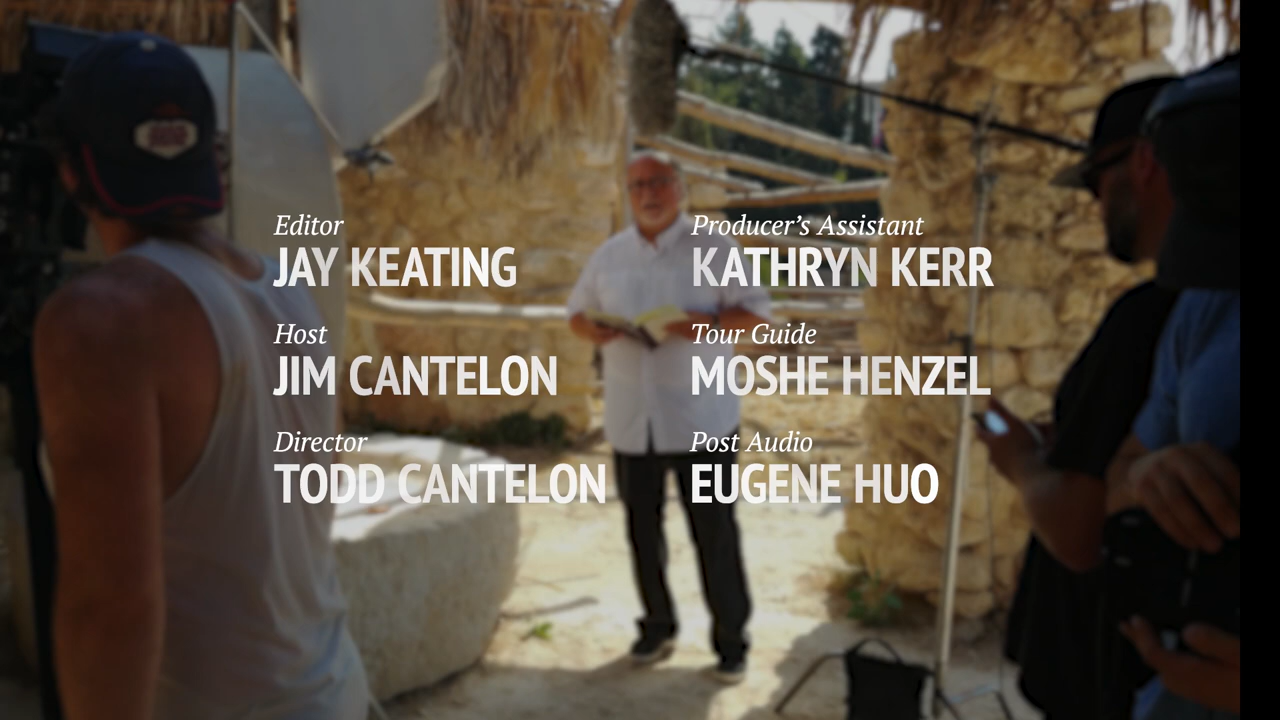 Editor
JAY KEATING
Host
JIM CANTELON
Director
TODD CANTELON
Producer’s Assistant
KATHRYN KERR
Tour Guide
MOSHE HENZEL
Post Audio
EUGENE HUO